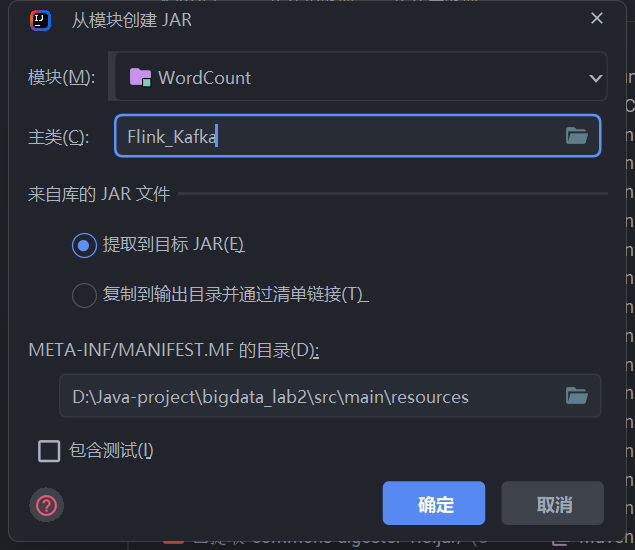 从模块创建 JAR
模块(M):
WordCount
主类(C):
Flink_Kafka
来自库的 JAR 文件
提取到目标 JAR(E)
复制到输出目录并通过清单链接(T)
META-INF/MANIFEST.MF 的目录(D):
D:\Java-project\bigdata_lab2\src\main\resources
包含测试(I)
确定
取消